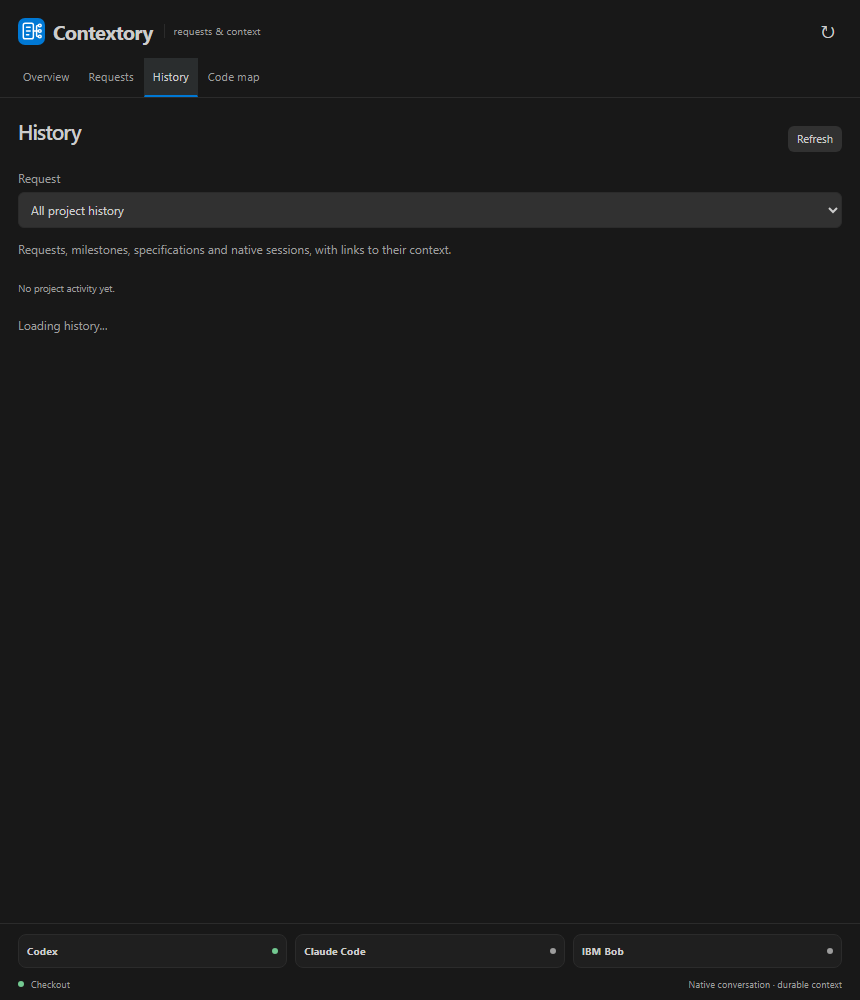 Contextory
requests & context
↻
Overview Requests History Code map
History
Refresh
Request
All project history
Requests, milestones, specifications and native sessions, with links to their context.
No project activity yet.
Loading history...
Codex Claude Code IBM Bob
Checkout
Native conversation · durable context